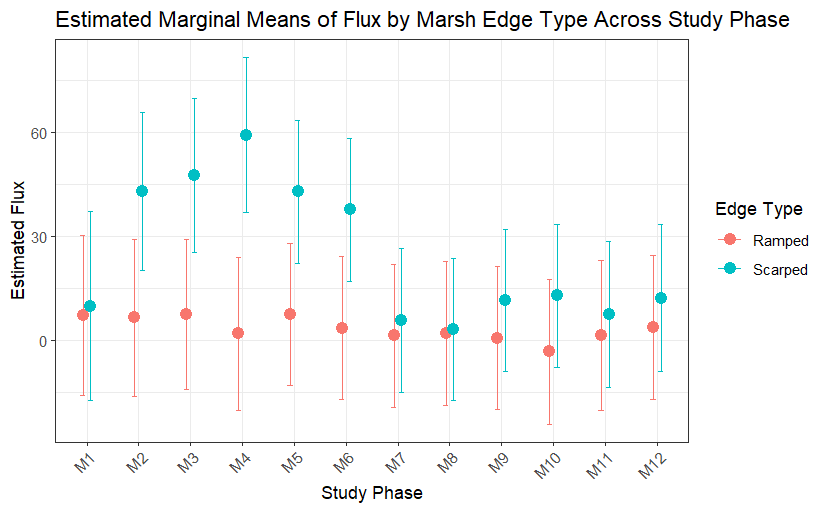 Estimated Marginal Means of Flux by Marsh Edge Type Across Study Phase
Estimated Flux
60
30
0
M1 M2 M3 M4 M5 M6 M7 M8 M9 M10 M11 M12
Study Phase
Edge Type
Ramped
Scarped